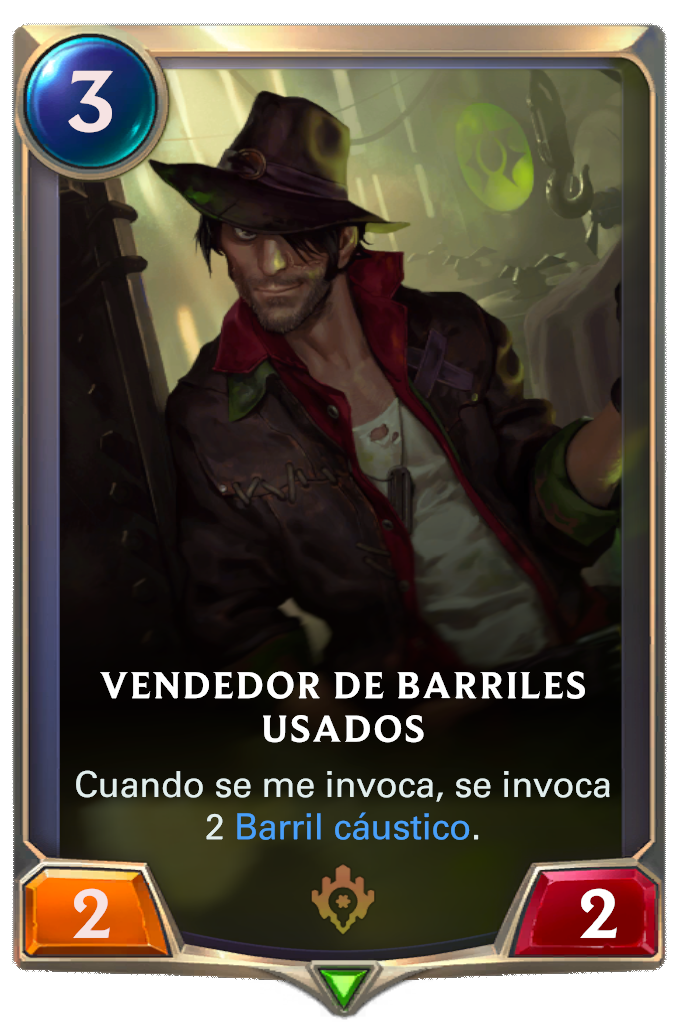 3
VENDEDOR DE BARRILES
USADOS
Cuando se me invoca, se invoca
2 Barril cáustico.
2
2